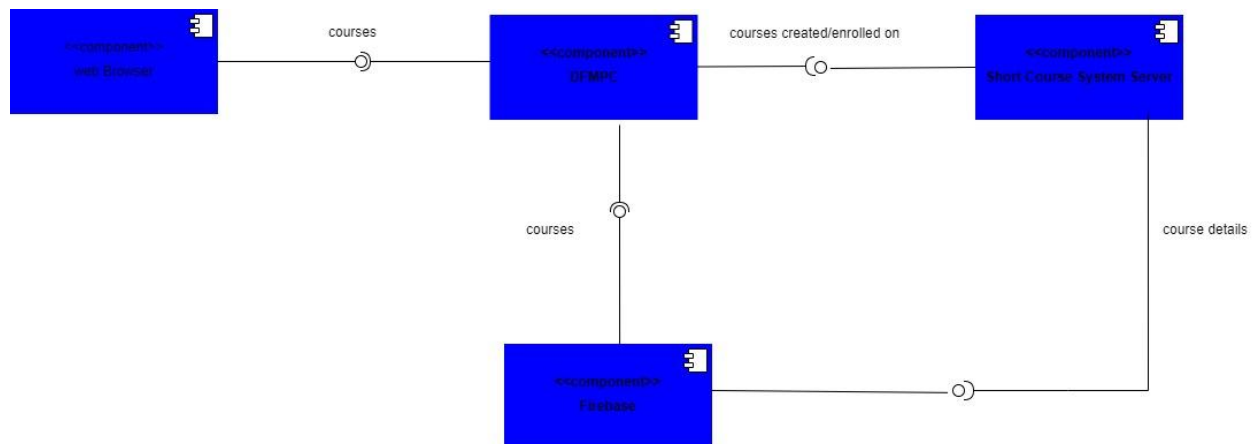 courses
courses created/enrolled on
<<component>>
web Browser
<<component>>
DFMPC
<<component>>
Short Course System Server
courses
course details
<<component>>
Firebase